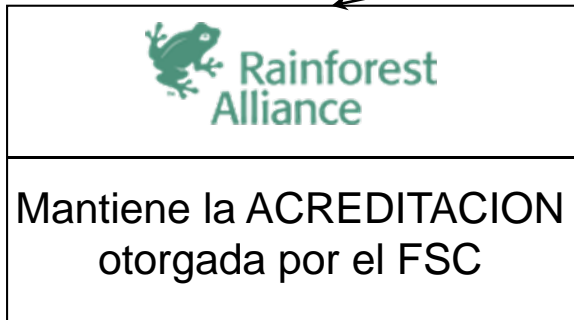 Rainforest
Alliance
Mantiene la ACREDITACION
otorgada por el FSC